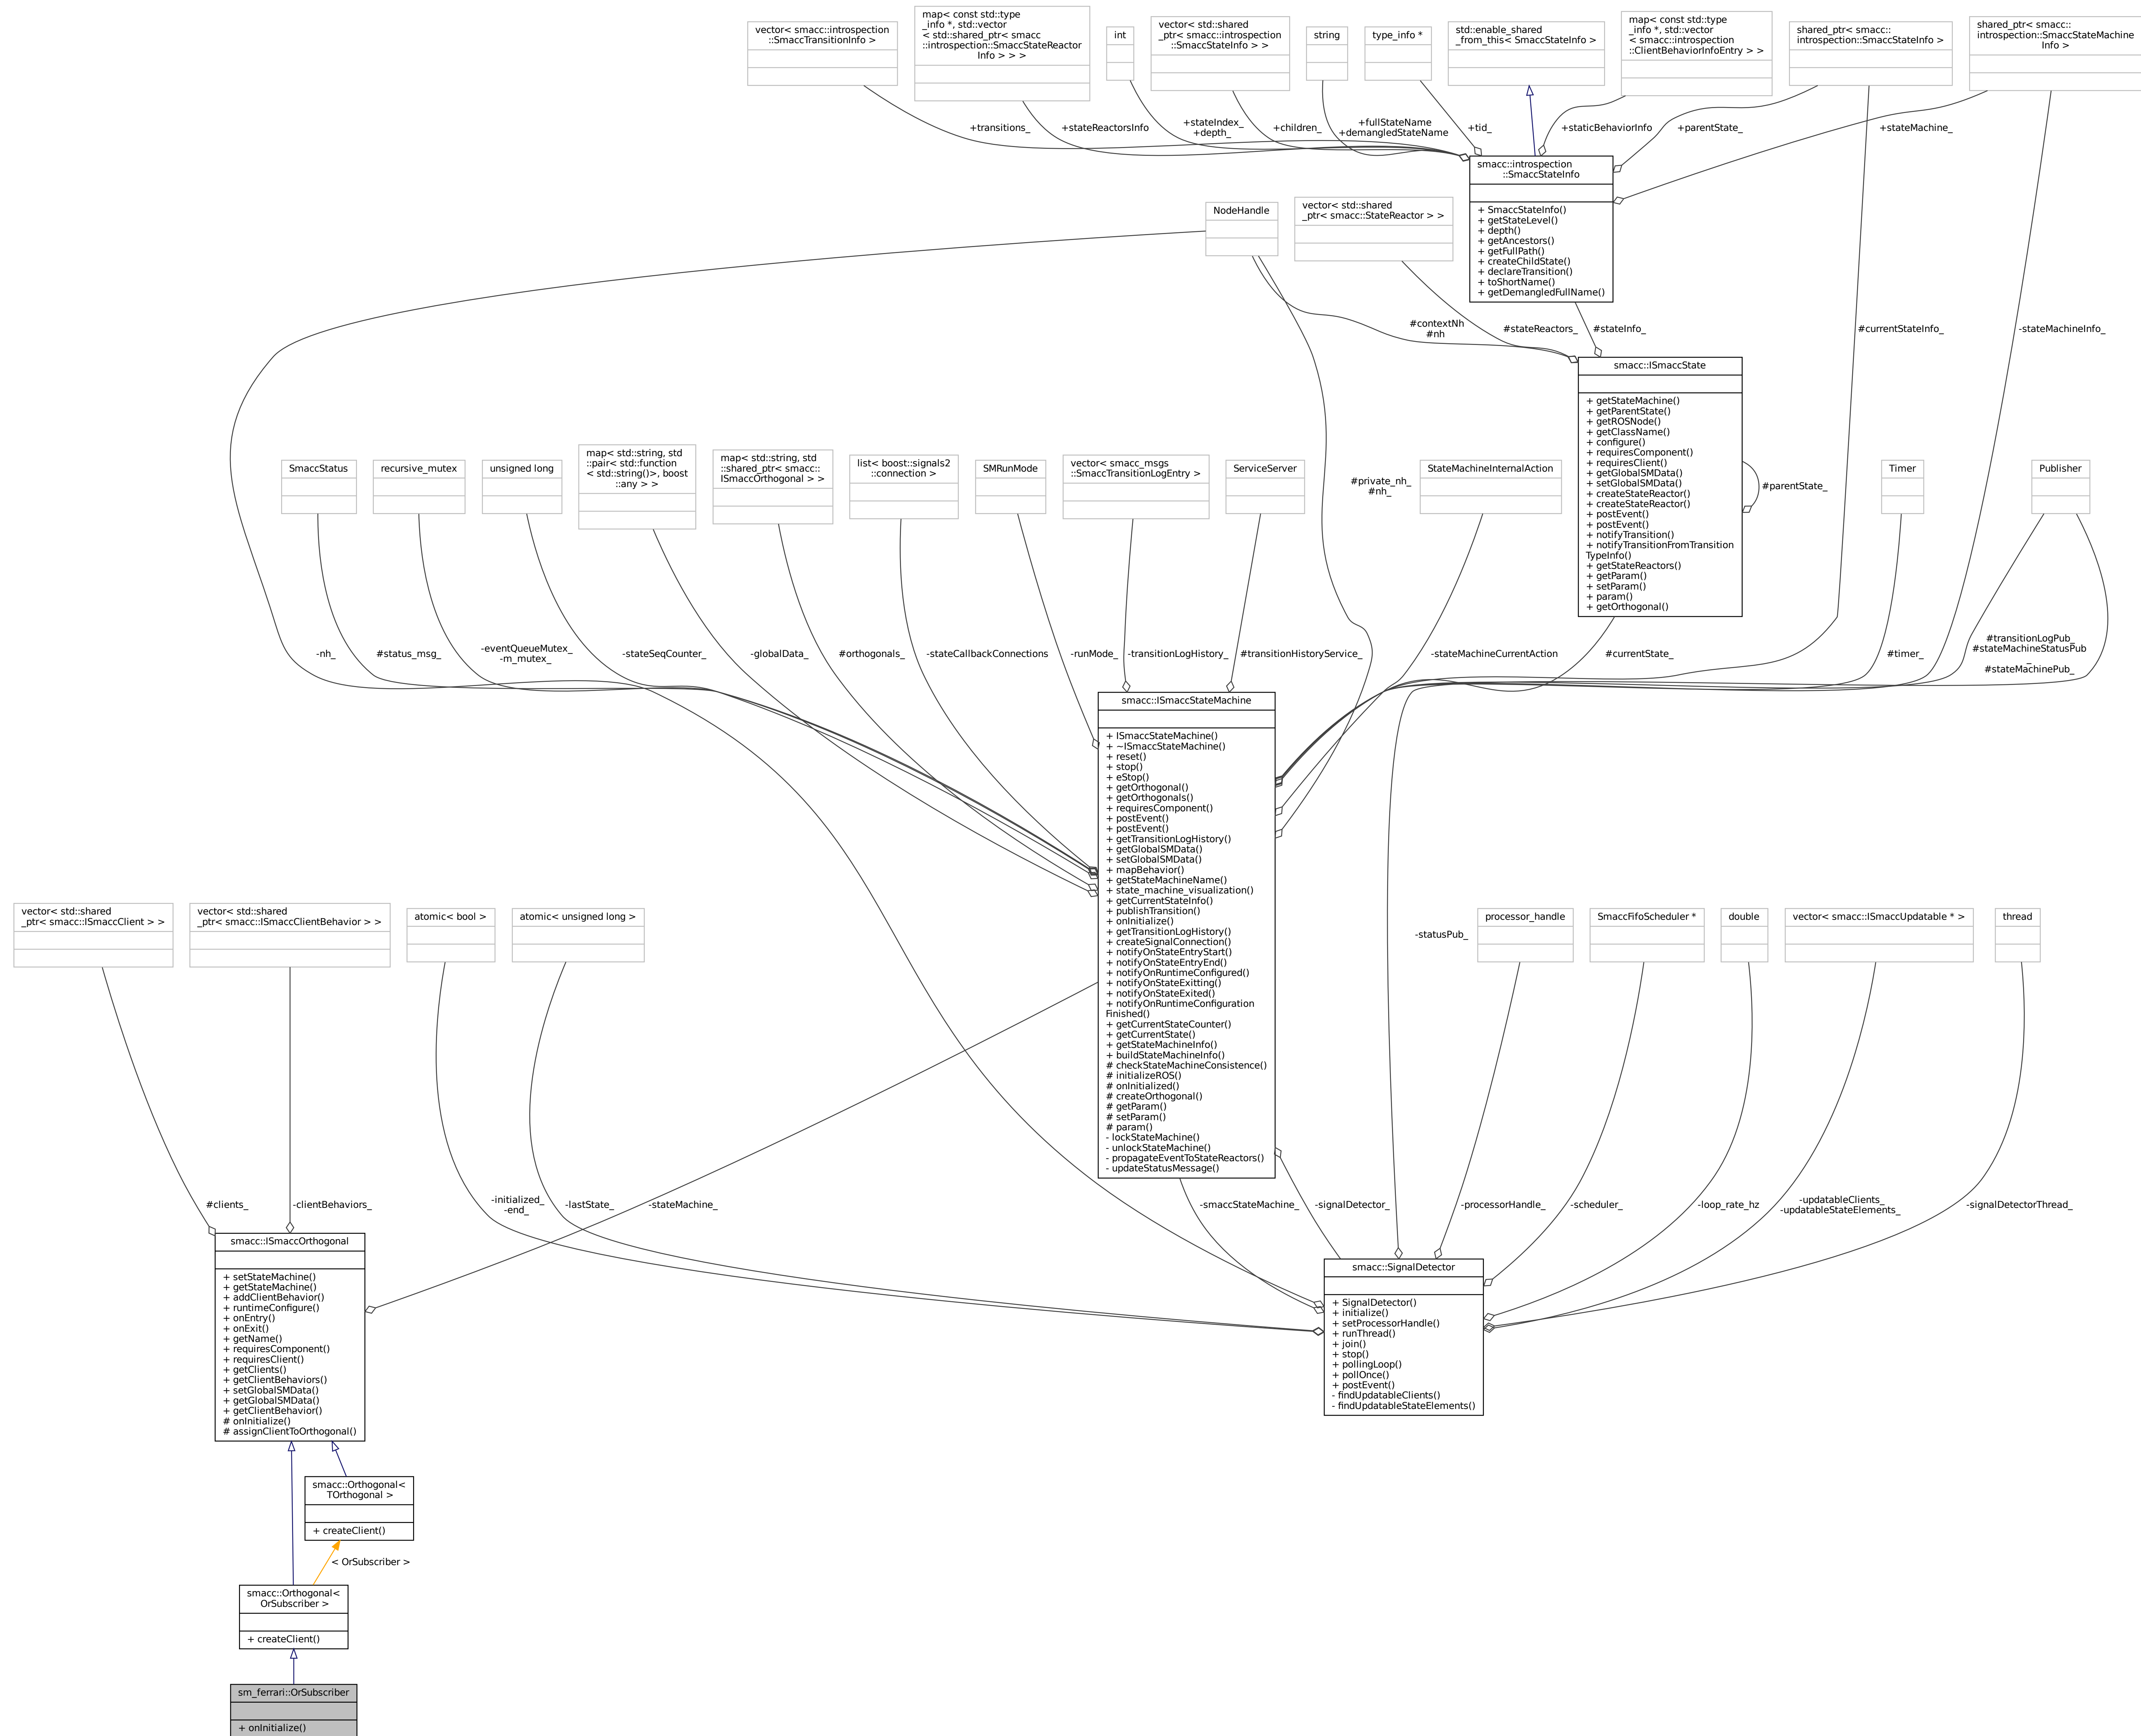 vector< smacc::introspection
::SmaccTransitionInfo >
map< const std::type
_info *, std::vector
< std::shared_ptr< smacc
::introspection::SmaccStateReactor
Info > > >
int
vector< std::shared
_ptr< smacc::introspection
::SmaccStateInfo > >
string
type_info *
std::enable_shared
_from_this< SmaccStateInfo >
map< const std::type
_info *, std::vector
< smacc::introspection
::ClientBehaviorInfoEntry > >
shared_ptr< smacc::
introspection::SmaccStateInfo >
shared_ptr< smacc::
introspection::SmaccStateMachine
Info >
+transitions_
+stateReactorsInfo
+stateIndex_
+depth_
+children_
+fullStateName
+demangledStateName
+tid_
+staticBehaviorInfo
+parentState_
+stateMachine_
smacc::introspection
::SmaccStateInfo
+ SmaccStateInfo()
+ getStateLevel()
+ depth()
+ getAncestors()
+ getFullPath()
+ createChildState()
+ declareTransition()
+ toShortName()
+ getDemangledFullName()
NodeHandle
vector< std::shared
_ptr< smacc::StateReactor > >
#contextNh
#nh
#stateReactors_
#stateInfo_
#currentStateInfo_
-stateMachineInfo_
smacc::ISmaccState
+ getStateMachine()
+ getParentState()
+ getROSNode()
+ getClassName()
+ configure()
+ requiresComponent()
+ requiresClient()
+ getGlobalSMData()
+ setGlobalSMData()
+ createStateReactor()
+ createStateReactor()
+ postEvent()
+ postEvent()
+ notifyTransition()
+ notifyTransitionFromTransition
TypeInfo()
+ getStateReactors()
+ getParam()
+ setParam()
+ param()
+ getOrthogonal()
#parentState_
SmaccStatus
recursive_mutex
unsigned long
map< std::string, std
::pair< std::function
< std::string()>, boost
::any > >
map< std::string, std
::shared_ptr< smacc::
ISmaccOrthogonal > >
list< boost::signals2
::connection >
SMRunMode
vector< smacc_msgs
::SmaccTransitionLogEntry >
ServiceServer
#private_nh_
#nh_
StateMachineInternalAction
Timer
Publisher
-nh_
#status_msg_
-eventQueueMutex_
-m_mutex_
-stateSeqCounter_
-globalData_
#orthogonals_
-stateCallbackConnections
-runMode_
-transitionLogHistory_
#transitionHistoryService_
-stateMachineCurrentAction
#currentState_
#timer_
#transitionLogPub_
#stateMachineStatusPub
_
#stateMachinePub_
smacc::ISmaccStateMachine
+ ISmaccStateMachine()
+ ~ISmaccStateMachine()
+ reset()
+ stop()
+ eStop()
+ getOrthogonal()
+ getOrthogonals()
+ requiresComponent()
+ postEvent()
+ postEvent()
+ getTransitionLogHistory()
+ getGlobalSMData()
+ setGlobalSMData()
+ mapBehavior()
+ getStateMachineName()
+ state_machine_visualization()
+ getCurrentStateInfo()
+ publishTransition()
+ onInitialize()
+ getTransitionLogHistory()
+ createSignalConnection()
+ notifyOnStateEntryStart()
+ notifyOnStateEntryEnd()
+ notifyOnRuntimeConfigured()
+ notifyOnStateExitting()
+ notifyOnStateExited()
+ notifyOnRuntimeConfiguration
Finished()
+ getCurrentStateCounter()
+ getCurrentState()
+ getStateMachineInfo()
+ buildStateMachineInfo()
# checkStateMachineConsistence()
# initializeROS()
# onInitialized()
# createOrthogonal()
# getParam()
# setParam()
# param()
- lockStateMachine()
- unlockStateMachine()
- propagateEventToStateReactors()
- updateStatusMessage()
vector< std::shared
_ptr< smacc::ISmaccClient > >
vector< std::shared
_ptr< smacc::ISmaccClientBehavior > >
atomic< bool >
atomic< unsigned long >
-statusPub_
processor_handle
SmaccFifoScheduler *
double
vector< smacc::ISmaccUpdatable * >
thread
#clients_
-clientBehaviors_
-initialized_
-end_
-lastState_
-stateMachine_
-smaccStateMachine_
-signalDetector_
-processorHandle_
-scheduler_
-loop_rate_hz
-updatableClients_
-updatableStateElements_
-signalDetectorThread_
smacc::ISmaccOrthogonal
+ setStateMachine()
+ getStateMachine()
+ addClientBehavior()
+ runtimeConfigure()
+ onEntry()
+ onExit()
+ getName()
+ requiresComponent()
+ requiresClient()
+ getClients()
+ getClientBehaviors()
+ setGlobalSMData()
+ getGlobalSMData()
+ getClientBehavior()
# onInitialize()
# assignClientToOrthogonal()
smacc::SignalDetector
+ SignalDetector()
+ initialize()
+ setProcessorHandle()
+ runThread()
+ join()
+ stop()
+ pollingLoop()
+ pollOnce()
+ postEvent()
- findUpdatableClients()
- findUpdatableStateElements()
smacc::Orthogonal<
TOrthogonal >
+ createClient()
< OrSubscriber >
smacc::Orthogonal<
OrSubscriber >
+ createClient()
sm_ferrari::OrSubscriber
+ onInitialize()